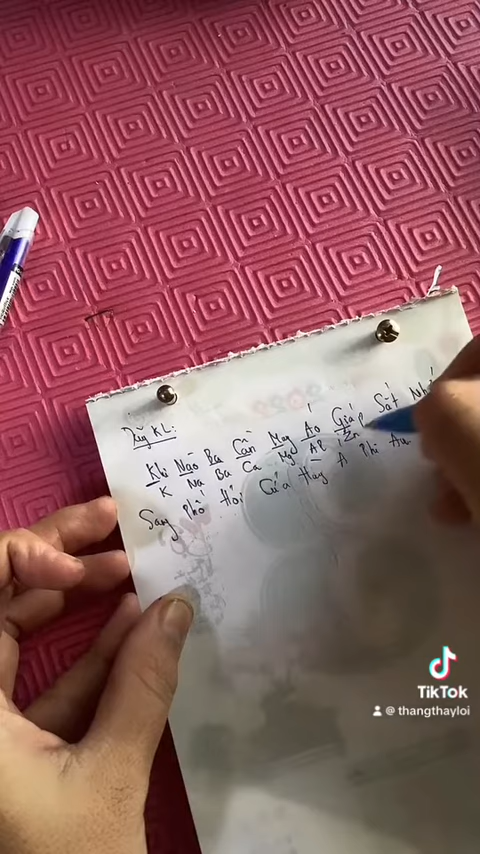 Dãy KL:
Khi Nào Ba Cần May Áo Giáp Sắt Nhớ
K Na Ba Ca Mg Al Zn
Sang Phố Hỏi Cửa Hàng Á Phi Âu
TikTok
@ thangthayloi